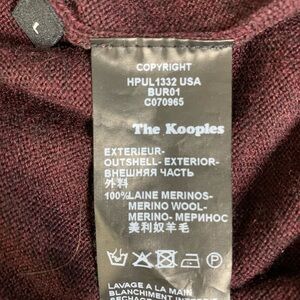 COPYRIGHT
HPUL1332 USA
BUR01
C070965
The Kooples
EXTERIEUR-
OUTSHELL- EXTERIOR-
ВНЕШНЯЯ ЧАСТЬ
外料
100%LAINE MERINOS-
MERINO WOOL-
MERINO- МЕРИНОС
美利奴羊毛
P
LAVAGE A LA MAIN
BLANCHIMENT